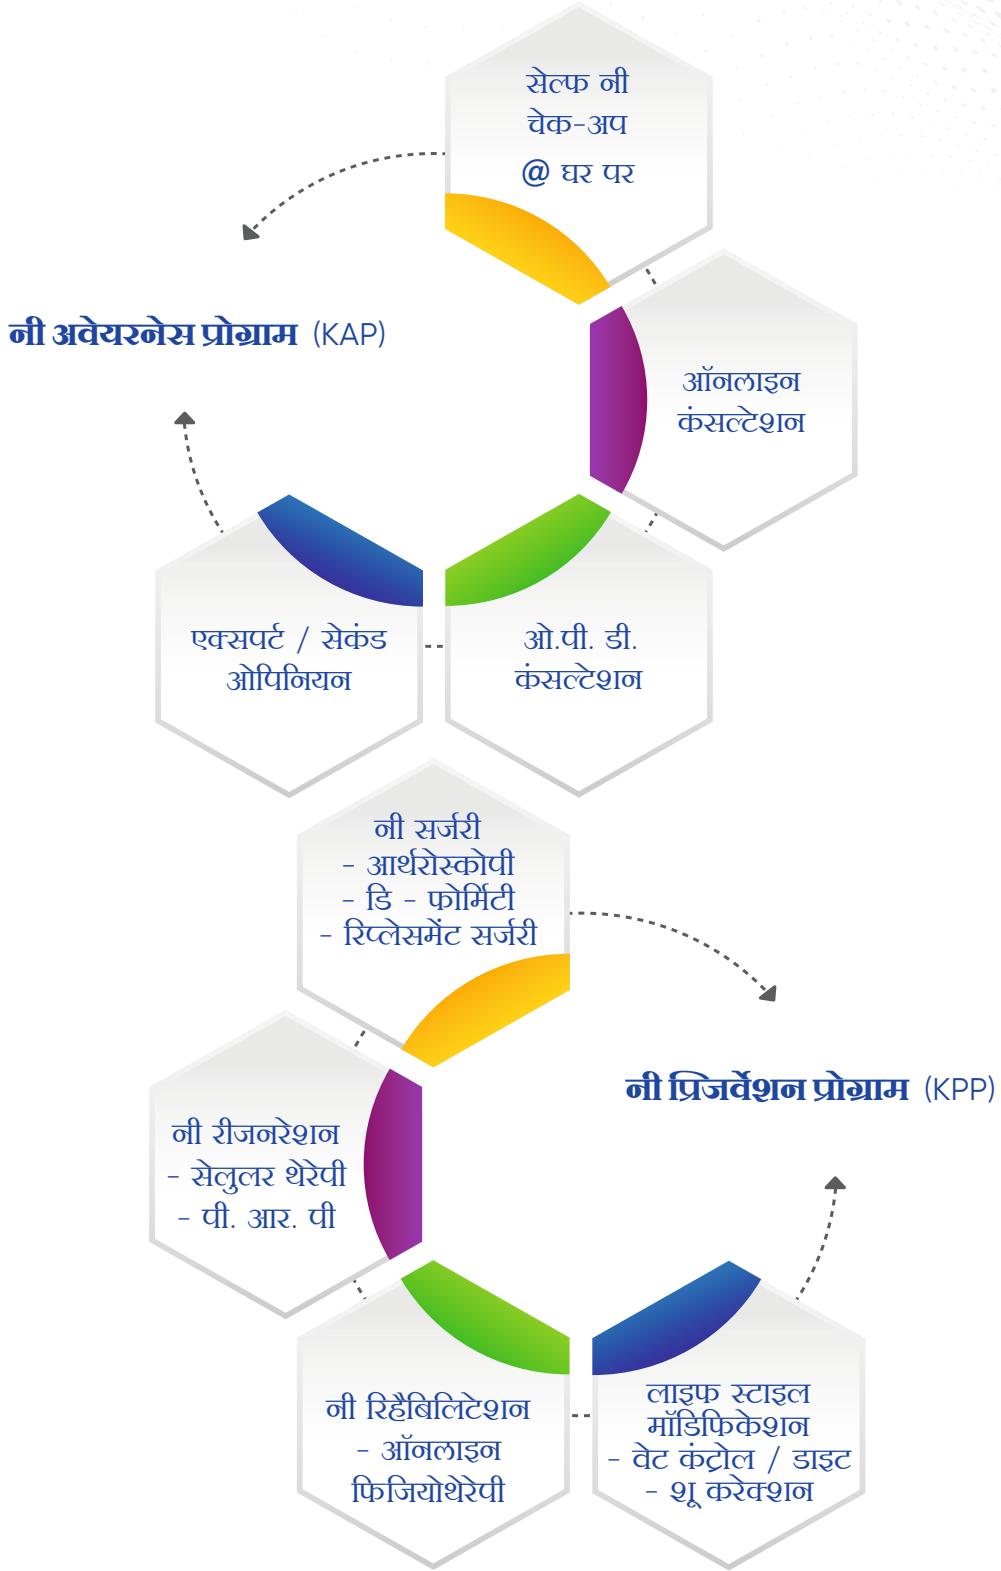 सेल्फ नी
चेक-अप
@ घर पर
नी अवेयरनेस प्रोग्राम (KAP)
ऑनलाइन
कंसल्टेशन
एक्सपर्ट / सेकंड
ओपिनियन
ओ.पी. डी.
कंसल्टेशन
नी सर्जरी
- आर्थरोस्कोपी
- डि - फोर्मिटी
- रिप्लेसमेंट सर्जरी
नी प्रिजर्वेशन प्रोग्राम (KPP)
नी रीजनरेशन
- सेलुलर थेरेपी
- पी. आर. पी
नी रिहैबिलिटेशन
- ऑनलाइन
फिजियोथेरेपी
लाइफ स्टाइल
मॉडिफिकेशन
- वेट कंट्रोल / डाइट
- शू करेक्शन